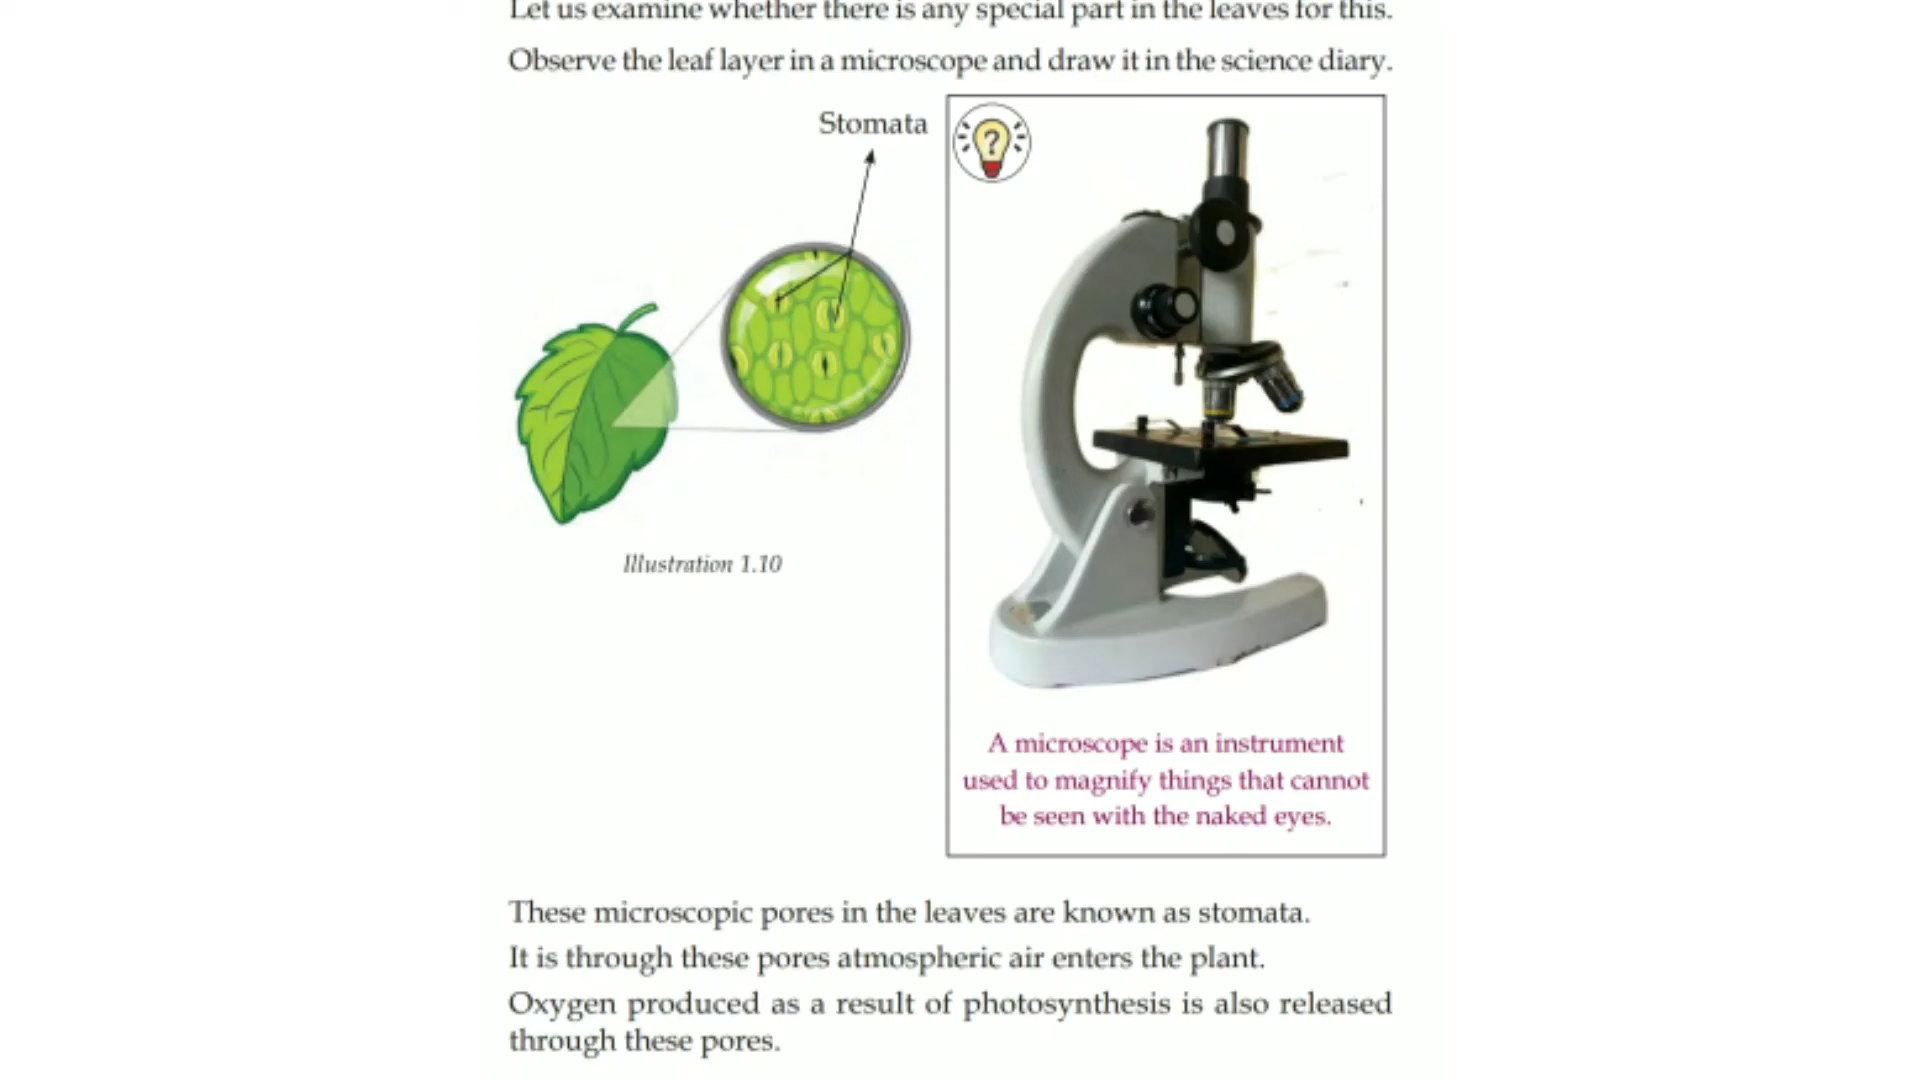 Let us examine whether there is any special part in the leaves for this.
Observe the leaf layer in a microscope and draw it in the science diary.
Stomata
?
Illustration 1.10
A microscope is an instrument
used to magnify things that cannot
be seen with the naked eyes.
These microscopic pores in the leaves are known as stomata.
It is through these pores atmospheric air enters the plant.
Oxygen produced as a result of photosynthesis is also released
through these pores.